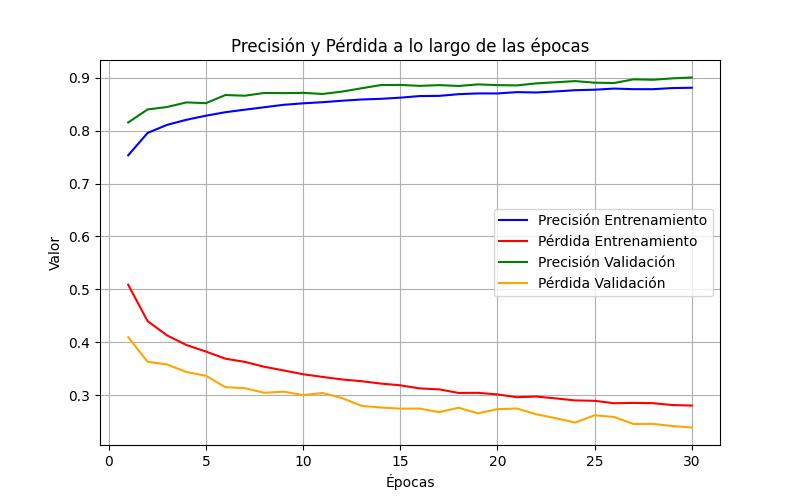 Precisión y Pérdida a lo largo de las épocas
Valor
0.9
0.8
0.7
0.6
0.5
0.4
0.3
Precisión Entrenamiento
Pérdida Entrenamiento
Precisión Validación
Pérdida Validación
0 5 10 15 20 25 30
Épocas